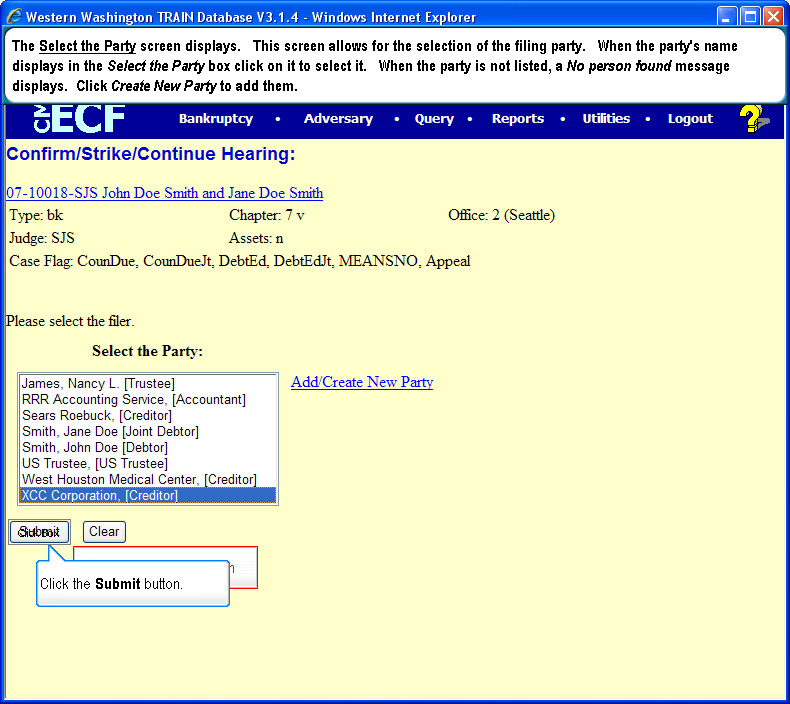 Western Washington TRAIN Database V3.1.4 - Windows Internet Explorer
The Select the Party screen displays. This screen allows for the selection of the filing party. When the party's name
displays in the Select the Party box click on it to select it. When the party is not listed, a No person found message
displays. Click Create New Party to add them.
CM ECF Bankruptcy • Adversary • Query • Reports • Utilities • Logout ?
Confirm/Strike/Continue Hearing:
07-10018-SJS John Doe Smith and Jane Doe Smith
Type: bk Chapter: 7 v Office: 2 (Seattle)
Judge: SJS Assets: n
Case Flag: CounDue, CounDueJt, DebtEd, DebtEdJt, MEANSNO, Appeal
Please select the filer.
Select the Party:
James, Nancy L. [Trustee]
Add/Create New Party
RRR Accounting Service, [Accountant]
Sears Roebuck, [Creditor]
Smith, Jane Doe [Joint Debtor]
Smith, John Doe [Debtor]
US Trustee, [US Trustee]
West Houston Medical Center, [Creditor]
XCC Corporation, [Creditor]
Submit Clear
Click the Submit button.